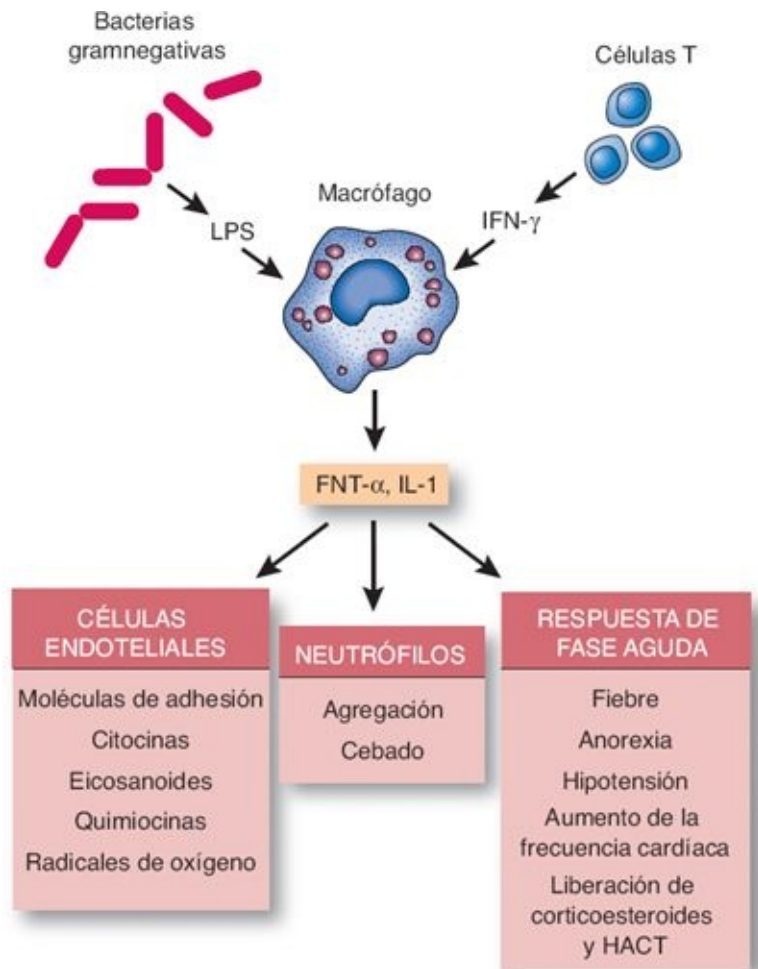 Bacterias
gramnegativas
Células T
Macrófago
LPS
IFN-γ
FNT-α, IL-1
CÉLULAS
ENDOTELIALES
Moléculas de adhesión
Citocinas
Eicosanoides
Quimiocinas
Radicales de oxígeno
NEUTRÓFILOS
Agregación
Cebado
RESPUESTA DE
FASE AGUDA
Fiebre
Anorexia
Hipotensión
Aumento de la
frecuencia cardíaca
Liberación de
corticoesteroides
y HACT